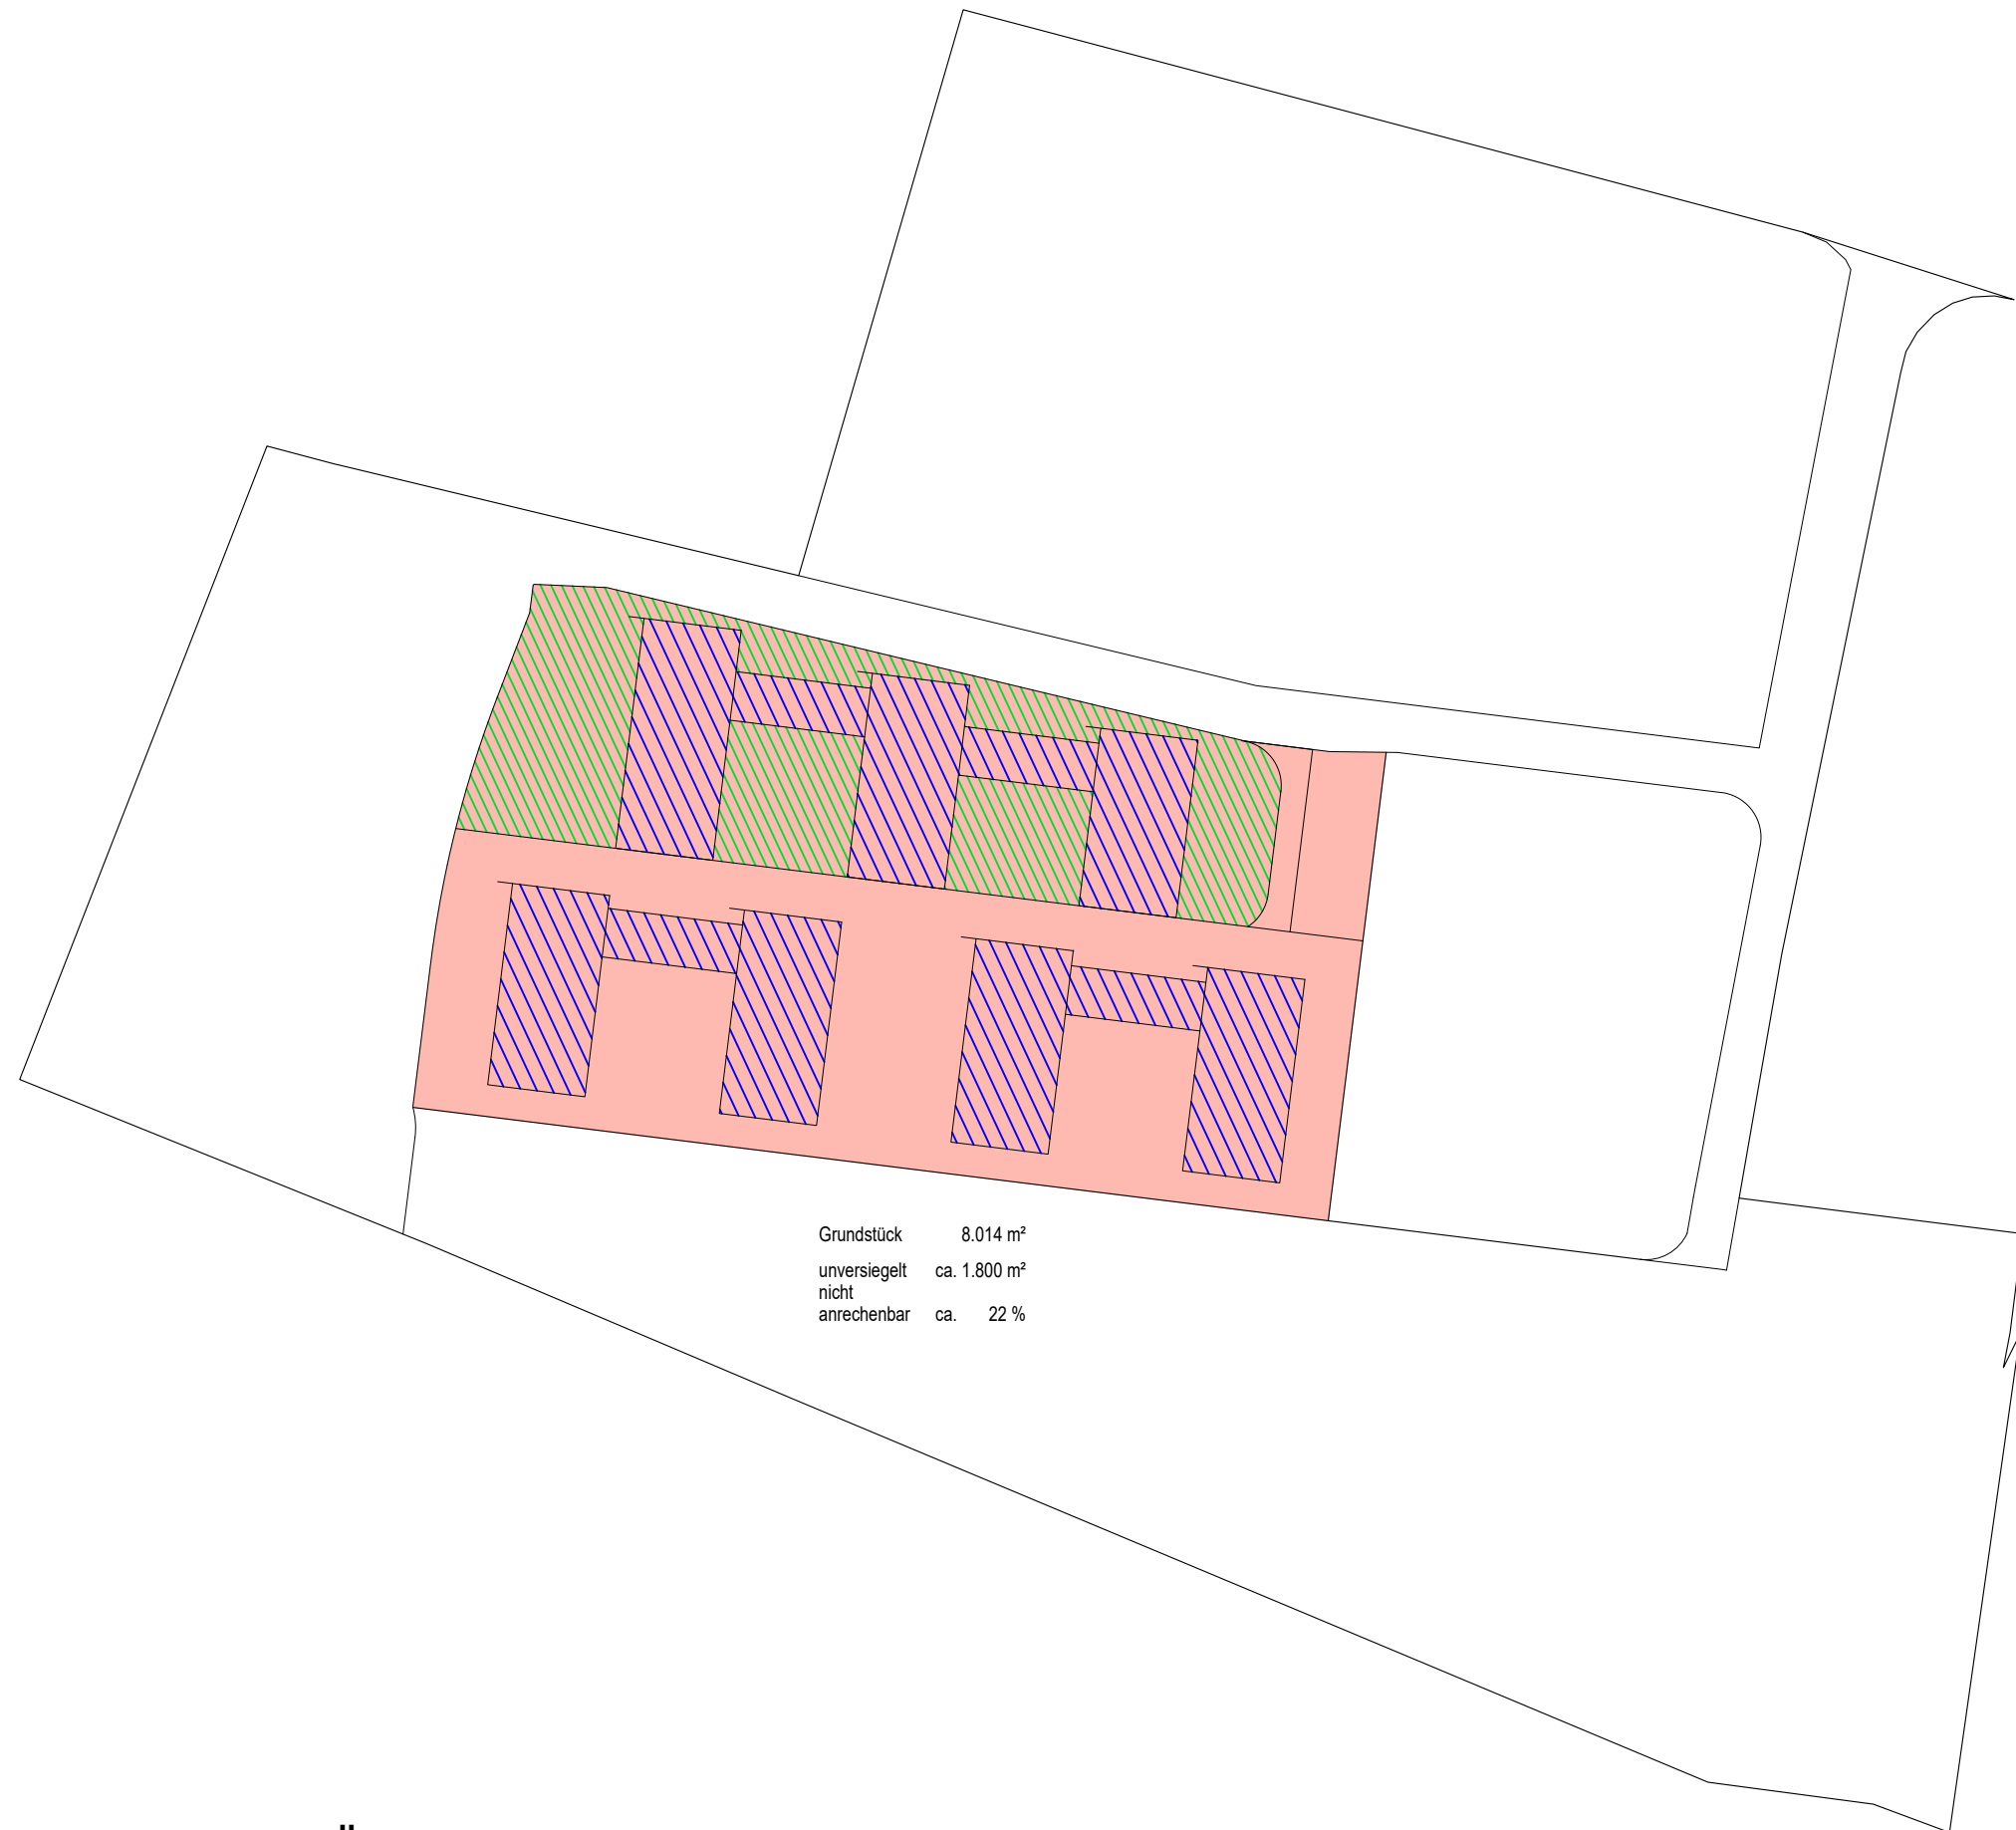 Grundstück 8.014 m²
unversiegelt ca. 1.800 m²
nicht
anrechenbar ca. 22 %